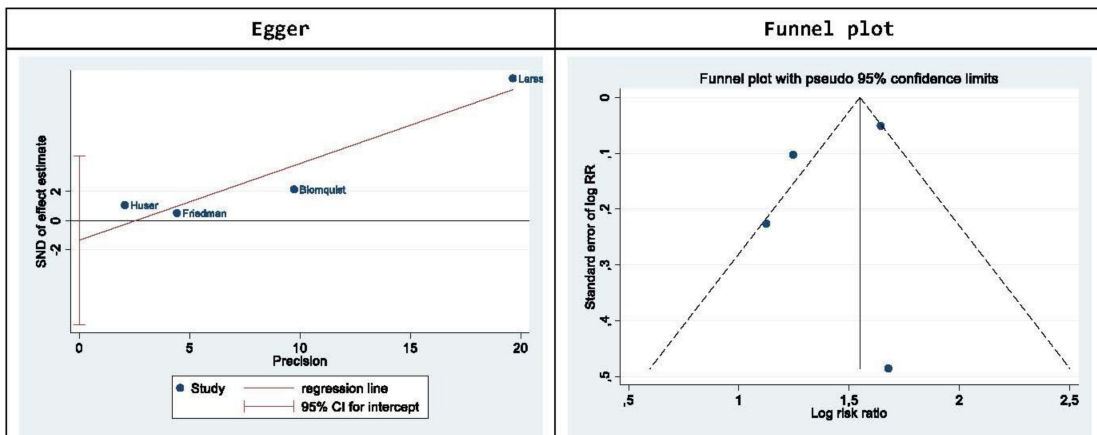 Egger
Funnel plot
SND of effect estimate
2
0
-2
Larss
Blomquist
Huser
Friedman
0
5
10
15
20
Precision
Study
regression line
95% CI for intercept
Funnel plot with pseudo 95% confidence limits
Standard error of log RR
0
,1
,2
,3
,4
,5
,5
1
1,5
2
2,5
Log risk ratio